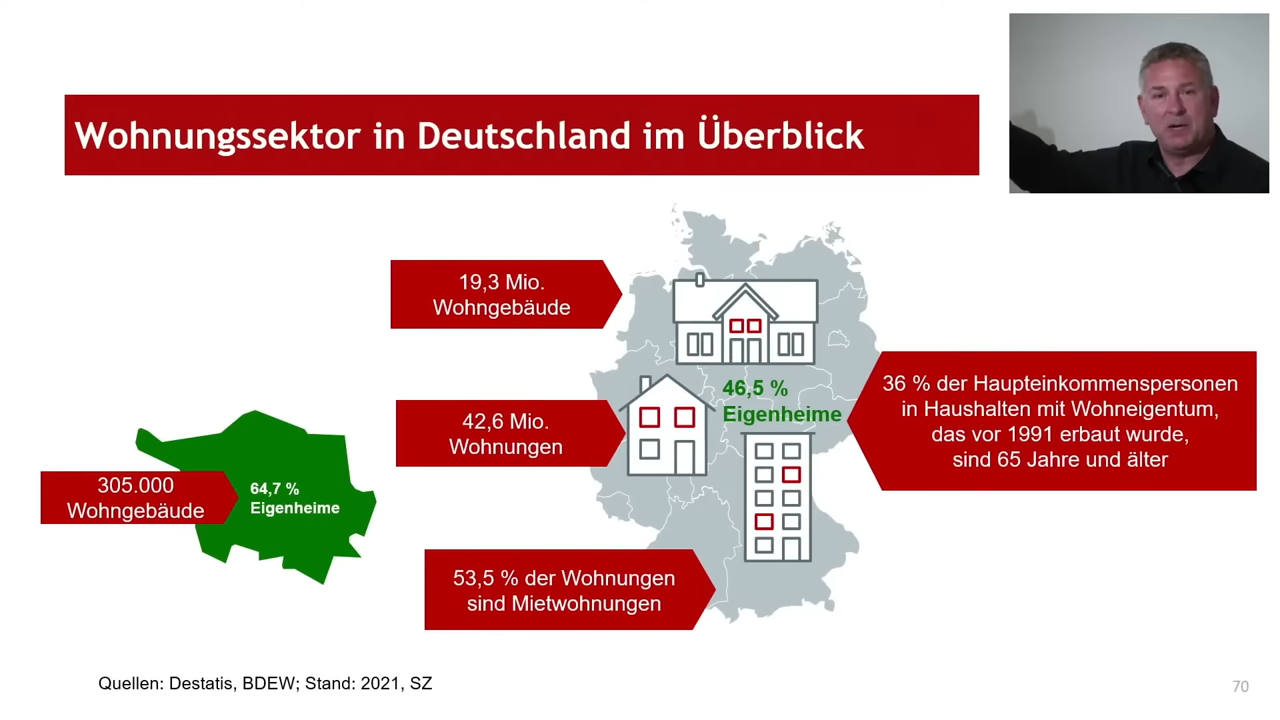 Wohnungssektor in Deutschland im Überblick
19,3 Mio.
Wohngebäude
46,5 %
Eigenheime
36 % der Haupteinkommenspersonen
in Haushalten mit Wohneigentum,
das vor 1991 erbaut wurde,
sind 65 Jahre und älter
42,6 Mio.
Wohnungen
305.000
Wohngebäude
64,7 %
Eigenheime
53,5 % der Wohnungen
sind Mietwohnungen
Quellen: Destatis, BDEW; Stand: 2021, SZ
70